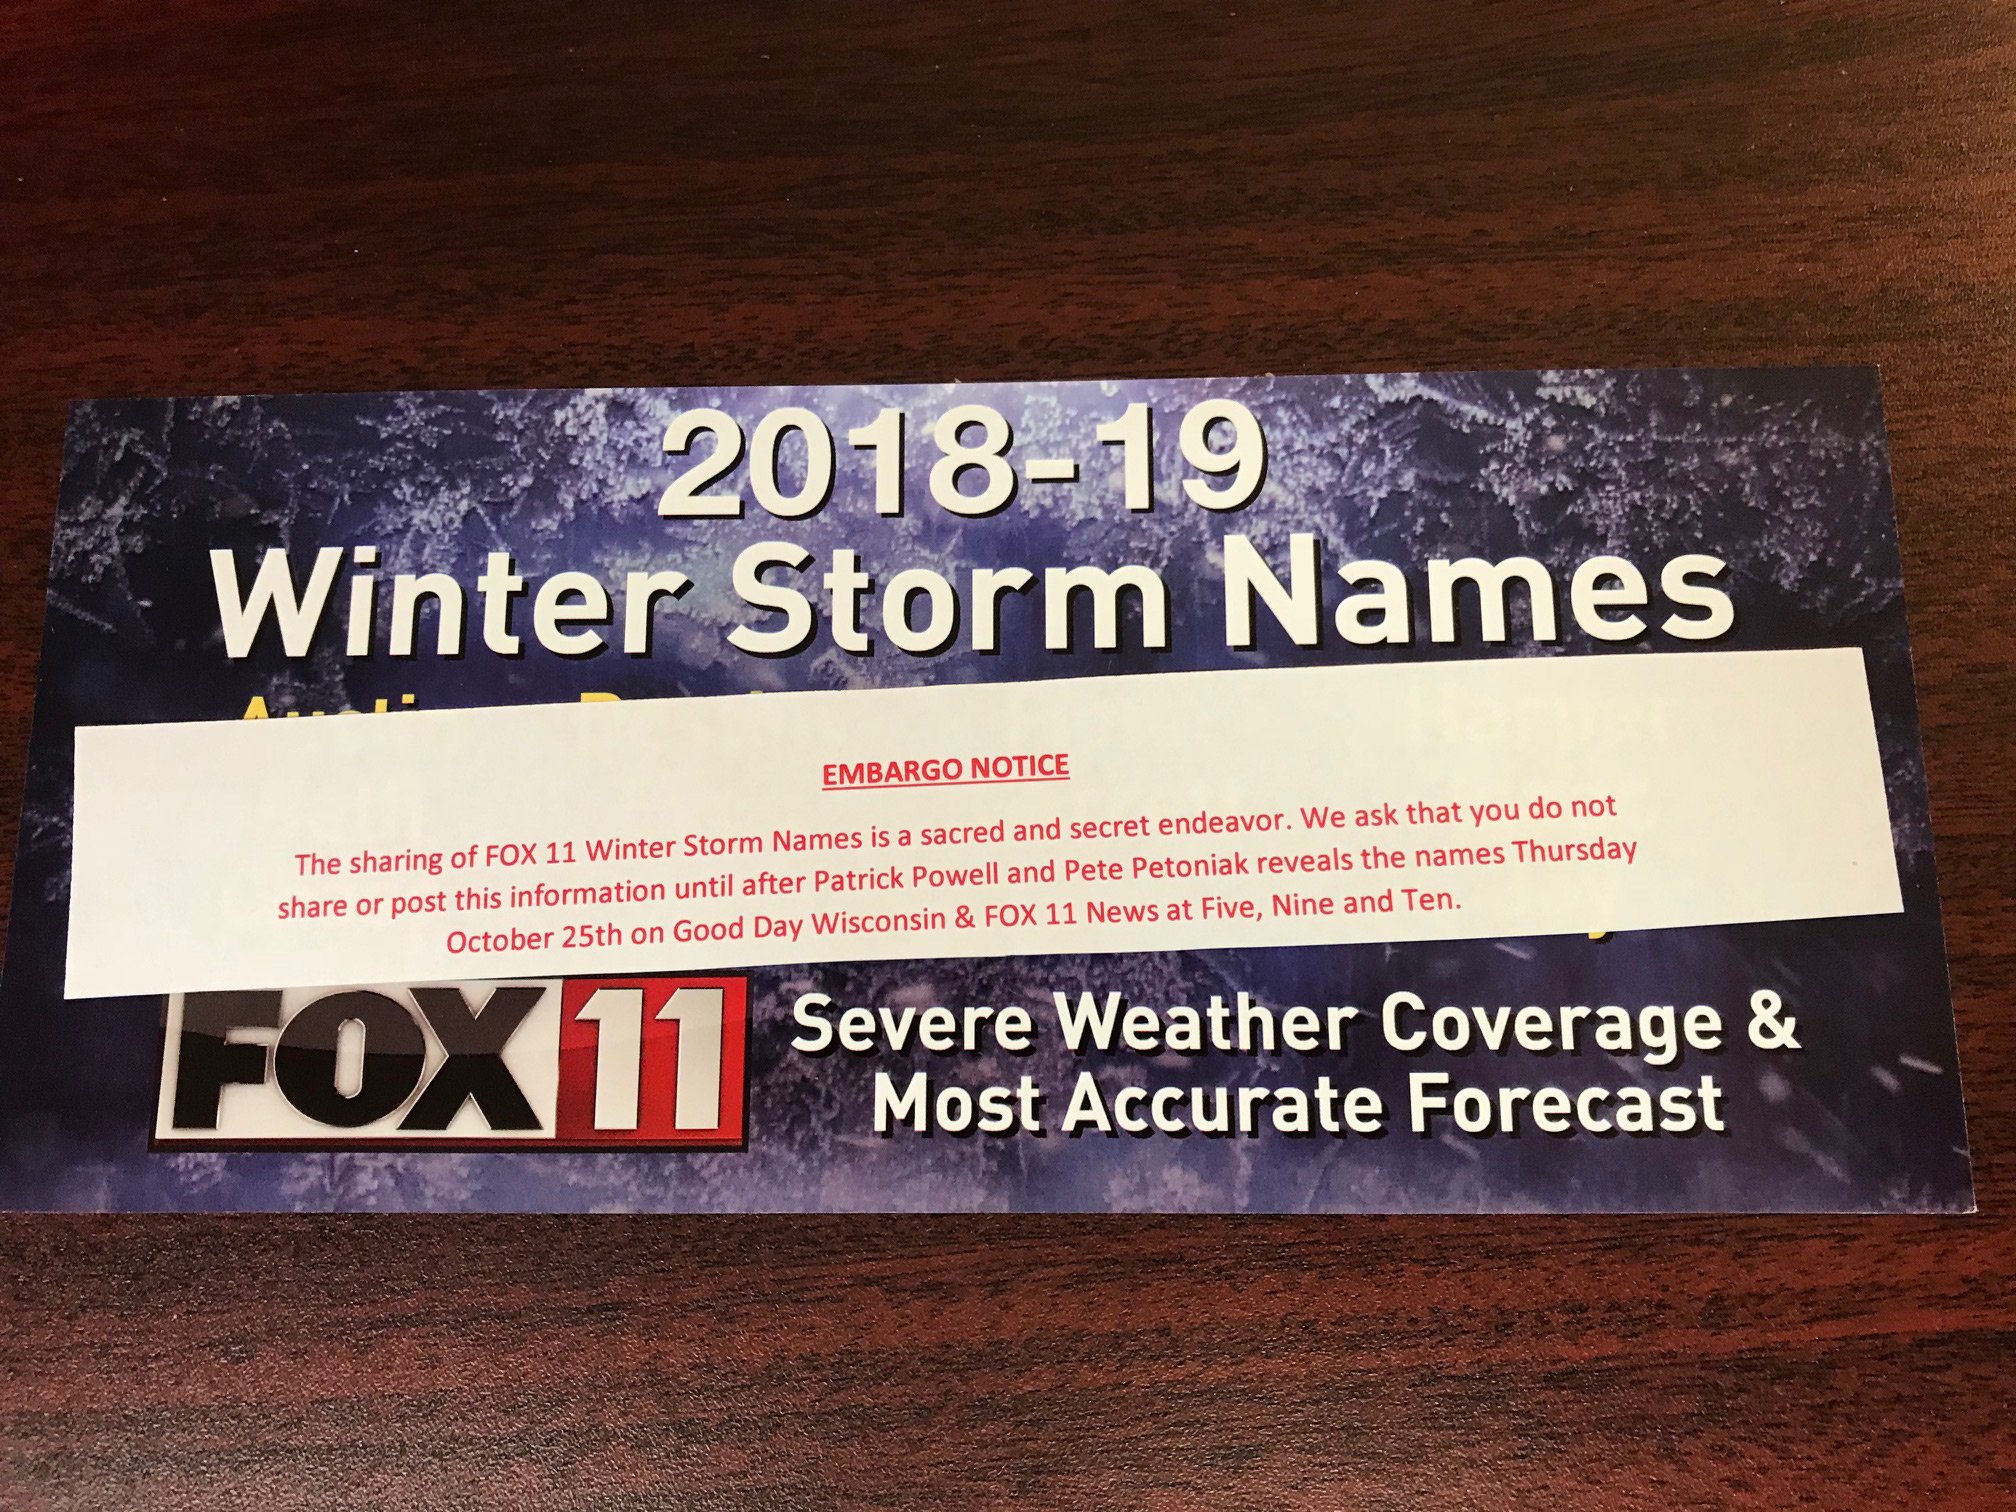 2018-19
Winter Storm Names
EMBARGO NOTICE
The sharing of FOX 11 Winter Storm Names is a sacred and secret endeavor. We ask that you do not
share or post this information until after Patrick Powell and Pete Petoniak reveals the names Thursday
October 25th on Good Day Wisconsin & FOX 11 News at Five, Nine and Ten.
FOX 11
Severe Weather Coverage &
Most Accurate Forecast